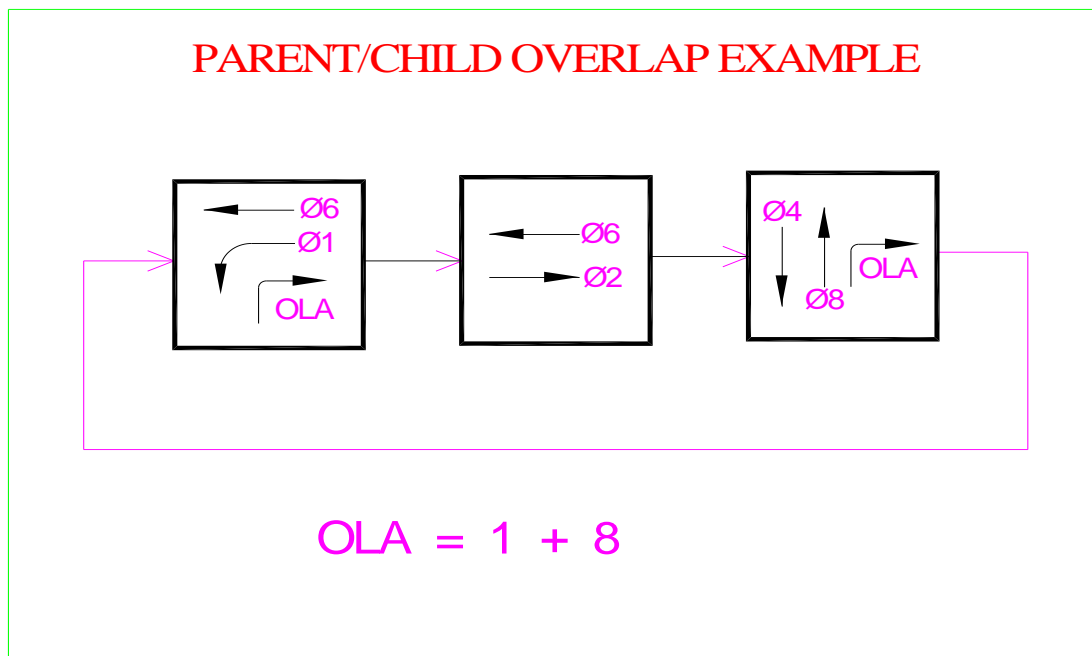 PARENT/CHILD OVERLAP EXAMPLE
Ø6
Ø1
OLA
Ø6
Ø2
Ø4
OLA
Ø8
OLA = 1 + 8